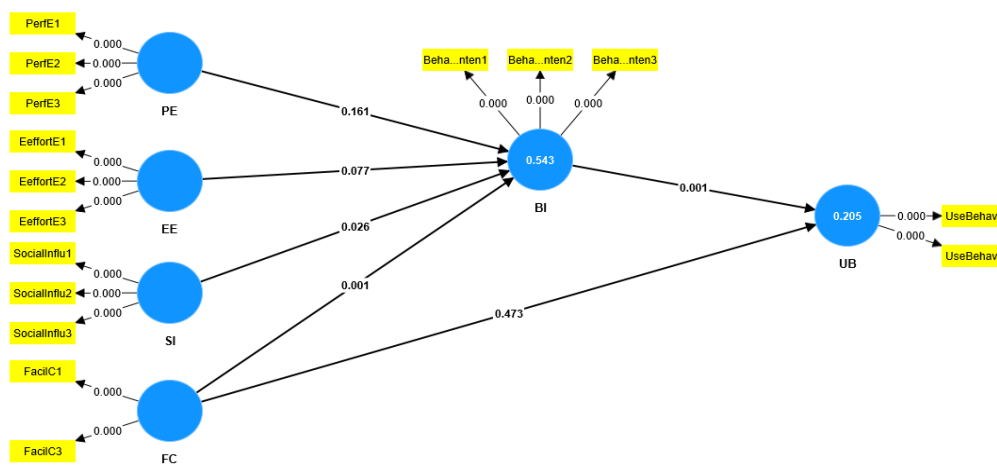 PerfE1
0.000
PerfE2
0.000
PerfE3
0.000
PE
EeffortE1
0.000
EeffortE2
0.000
EeffortE3
0.000
EE
SocialInflu1
0.000
SocialInflu2
0.000
SocialInflu3
0.000
SI
FacilC1
0.000
FacilC3
0.000
FC
0.161
0.077
0.026
0.001
0.473
Beha...nten1
Beha...nten2
Beha...nten3
0.000
0.000
0.000
0.543
BI
0.001
0.205
UB
0.000
UseBehav
0.000
UseBehav